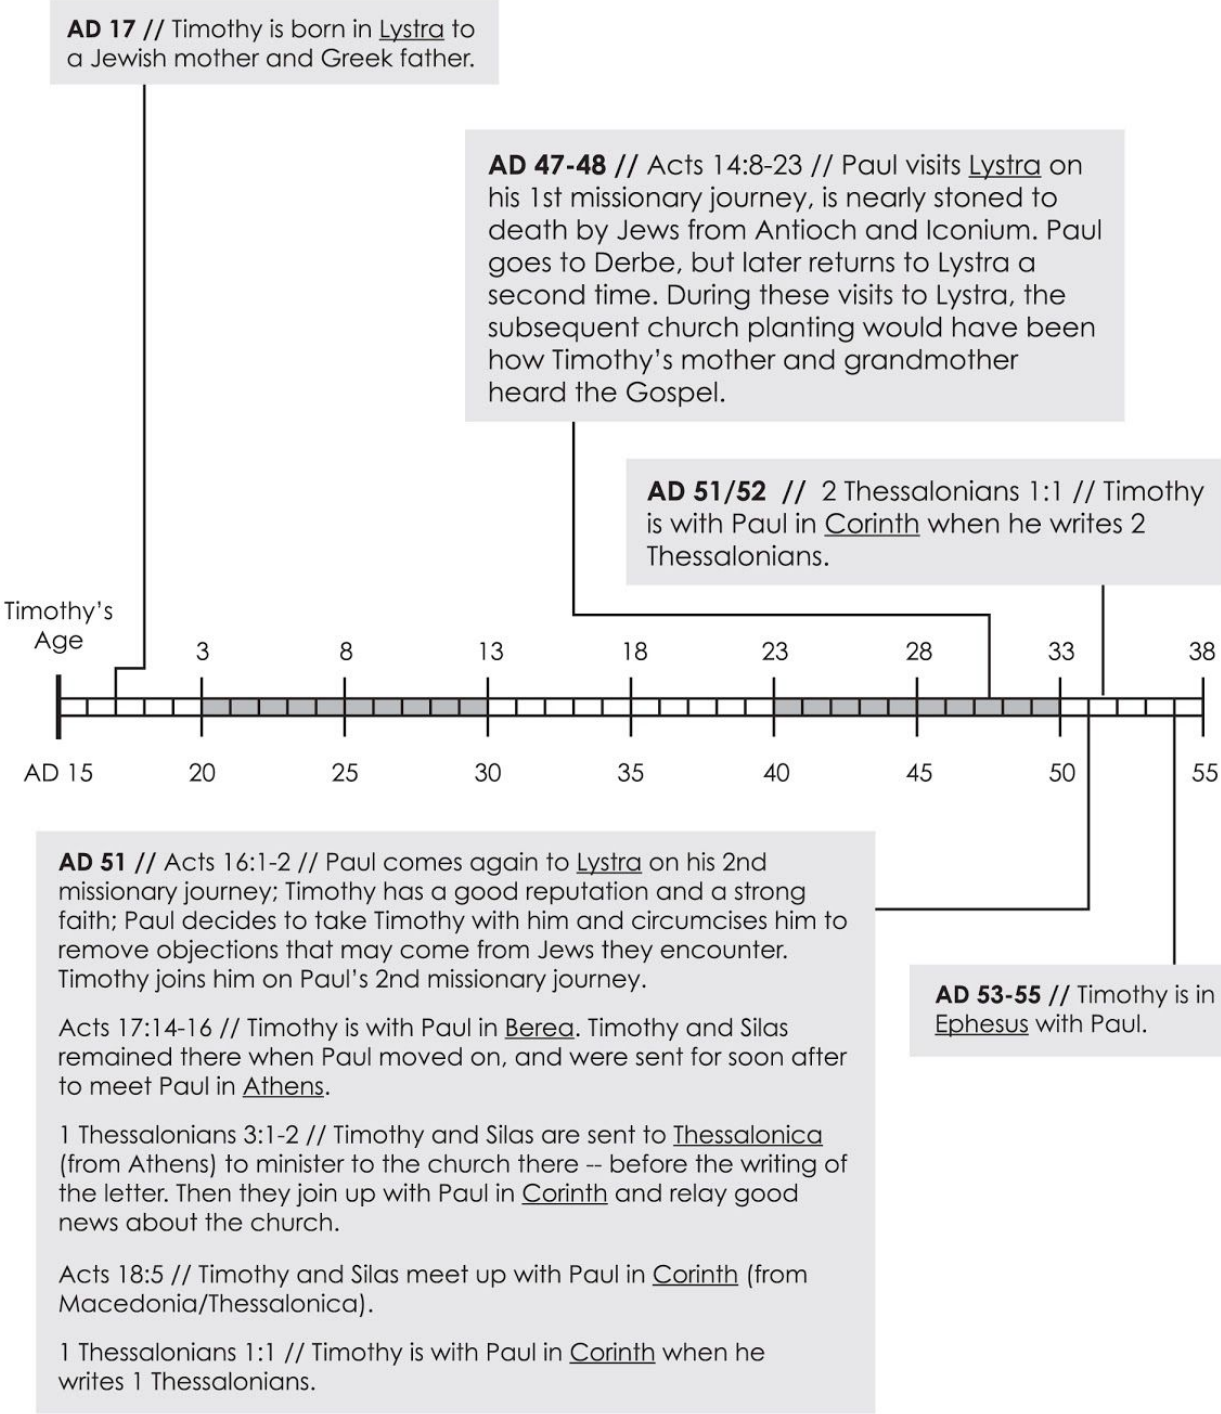 AD 17 // Timothy is born in Lystra to
a Jewish mother and Greek father.
AD 47-48 // Acts 14:8-23 // Paul visits Lystra on
his 1st missionary journey, is nearly stoned to
death by Jews from Antioch and Iconium. Paul
goes to Derbe, but later returns to Lystra a
second time. During these visits to Lystra, the
subsequent church planting would have been
how Timothy's mother and grandmother
heard the Gospel.
AD 51/52 // 2 Thessalonians 1:1 // Timothy
is with Paul in Corinth when he writes 2
Thessalonians.
Timothy's
Age
3 8 13 18 23 28 33 38
AD 15 20 25 30 35 40 45 50 55
AD 51 // Acts 16:1-2 // Paul comes again to Lystra on his 2nd
missionary journey; Timothy has a good reputation and a strong
faith; Paul decides to take Timothy with him and circumcises him to
remove objections that may come from Jews they encounter.
Timothy joins him on Paul's 2nd missionary journey.
Acts 17:14-16 // Timothy is with Paul in Berea. Timothy and Silas
remained there when Paul moved on, and were sent for soon after
to meet Paul in Athens.
1 Thessalonians 3:1-2 // Timothy and Silas are sent to Thessalonica
(from Athens) to minister to the church there -- before the writing of
the letter. Then they join up with Paul in Corinth and relay good
news about the church.
Acts 18:5 // Timothy and Silas meet up with Paul in Corinth (from
Macedonia/Thessalonica).
1 Thessalonians 1:1 // Timothy is with Paul in Corinth when he
writes 1 Thessalonians.
AD 53-55 // Timothy is in
Ephesus with Paul.